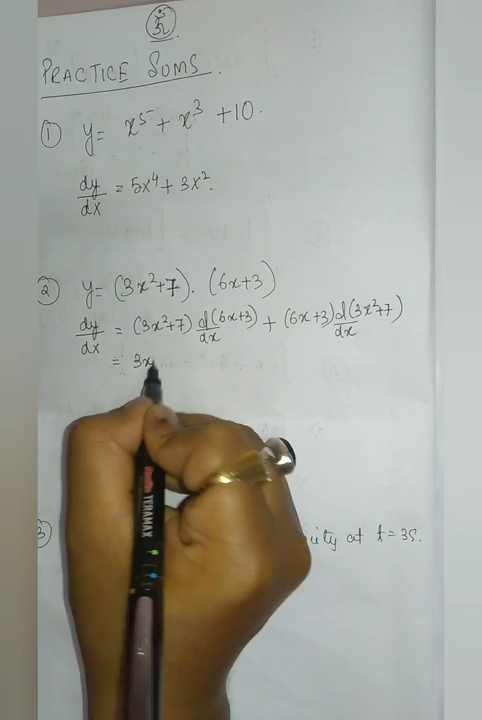 PRACTICE SUMS.
① y = x⁵ + x³ + 10.
dy/dx = 5x⁴ + 3x².
② y = (3x²+7). (6x+3)
dy/dx = (3x²+7) d(6x+3)/dx + (6x+3) d(3x²+7)/dx
= 3x
TERAMAX
③ city at t = 3s.